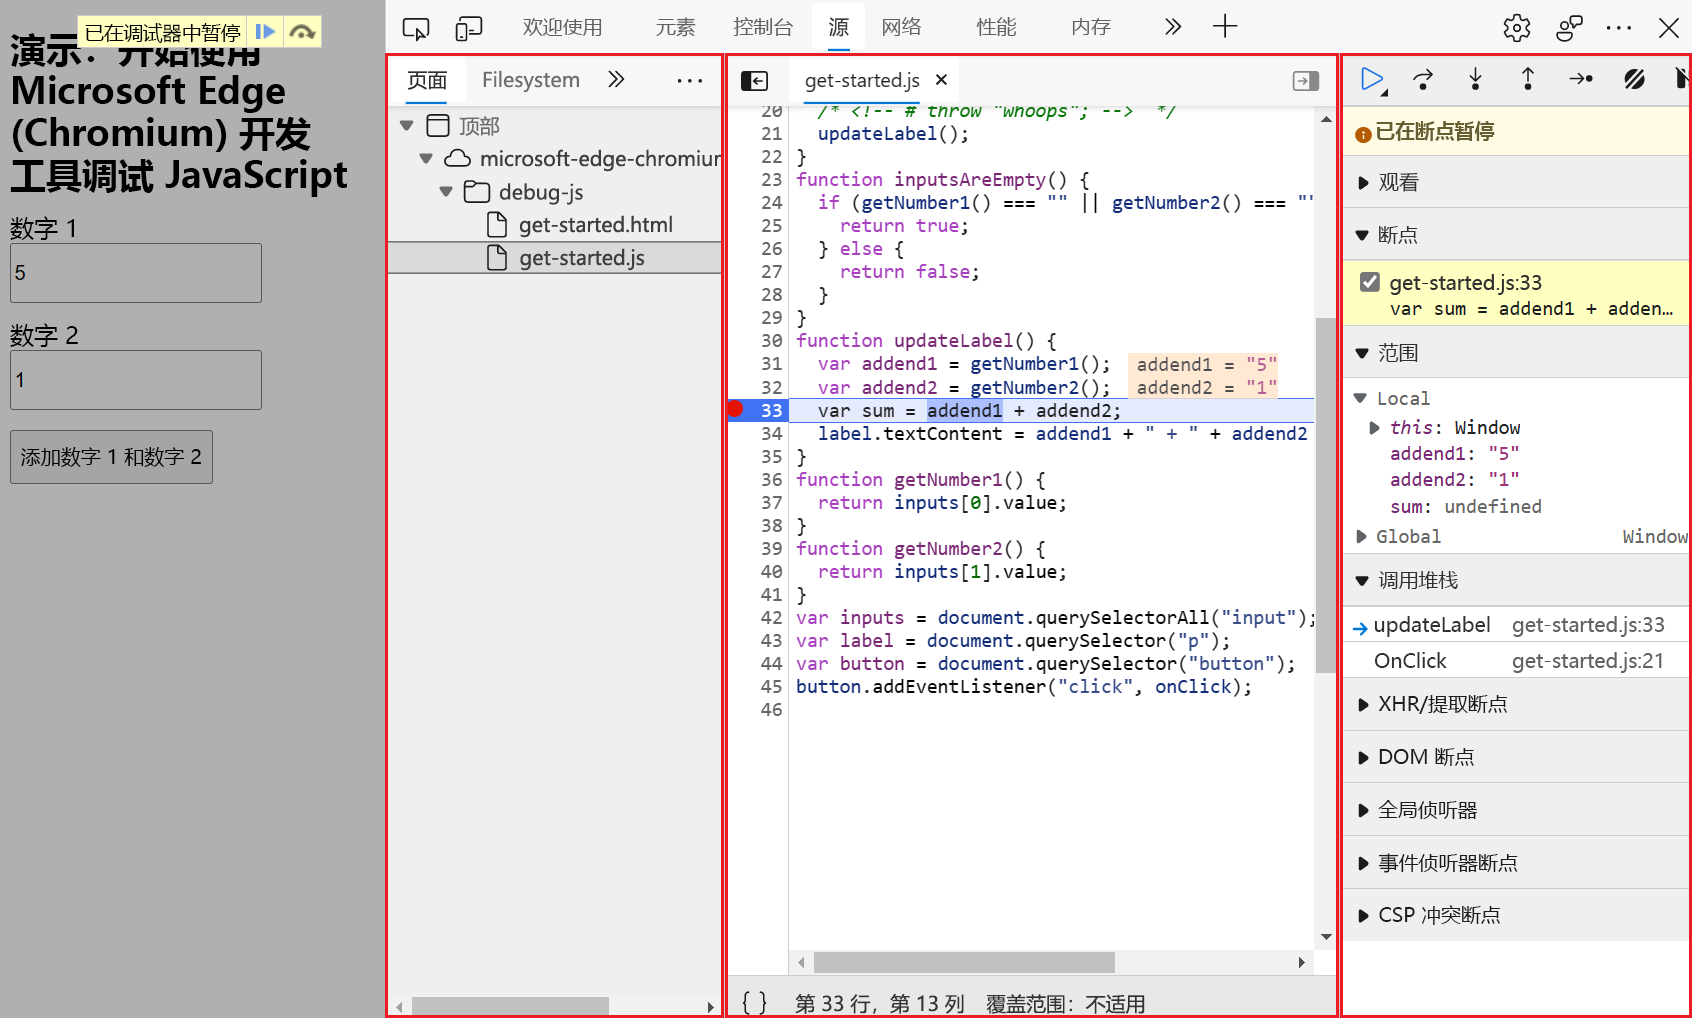 已在调试器中暂停
演示：开始使用
Microsoft Edge
(Chromium) 开发
工具调试 JavaScript
数字 1
5
数字 2
1
添加数字 1 和数字 2
欢迎使用 元素 控制台 源 网络 性能 内存
页面 Filesystem
顶部
microsoft-edge-chromiur
debug-js
get-started.html
get-started.js
get-started.js
20 /* <!-- # throw "whoops"; --> */
21 updateLabel();
22 }
23 function inputsAreEmpty() {
24 if (getNumber1() === "" || getNumber2() === "'
25 return true;
26 } else {
27 return false;
28 }
29 }
30 function updateLabel() {
31 var addend1 = getNumber1(); addend1 = "5"
32 var addend2 = getNumber2(); addend2 = "1"
33 var sum = addend1 + addend2;
34 label.textContent = addend1 + " + " + addend2
35 }
36 function getNumber1() {
37 return inputs[0].value;
38 }
39 function getNumber2() {
40 return inputs[1].value;
41 }
42 var inputs = document.querySelectorAll("input");
43 var label = document.querySelector("p");
44 var button = document.querySelector("button");
45 button.addEventListener("click", onClick);
46
{ } 第 33 行，第 13 列 覆盖范围：不适用
已在断点暂停
观看
断点
get-started.js:33
var sum = addend1 + adden…
范围
Local
this: Window
addend1: "5"
addend2: "1"
sum: undefined
Global Window
调用堆栈
updateLabel get-started.js:33
OnClick get-started.js:21
XHR/提取断点
DOM 断点
全局侦听器
事件侦听器断点
CSP 冲突断点